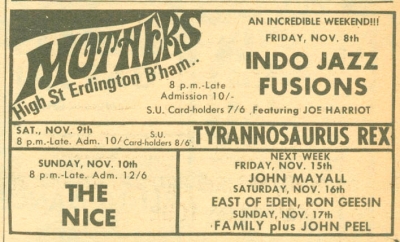 MOTHERS
High St Erdington B'ham..
8 p.m.-Late
Admission 10/-
S.U. Card-holders 7/6
AN INCREDIBLE WEEKEND!!!
FRIDAY, NOV. 8th
INDO JAZZ
FUSIONS
Featuring JOE HARRIOT
SAT., NOV. 9th
8 p.m.-Late. Adm. 10/ S.U. Card-holders 8/6
TYRANNOSAURUS REX
SUNDAY, NOV. 10th
8 p.m.-Late, Adm. 12/6
THE
NICE
NEXT WEEK
FRIDAY, NOV. 15th
JOHN MAYALL
SATURDAY, NOV. 16th
EAST OF EDEN, RON GEESIN
SUNDAY, NOV. 17th
FAMILY plus JOHN PEEL